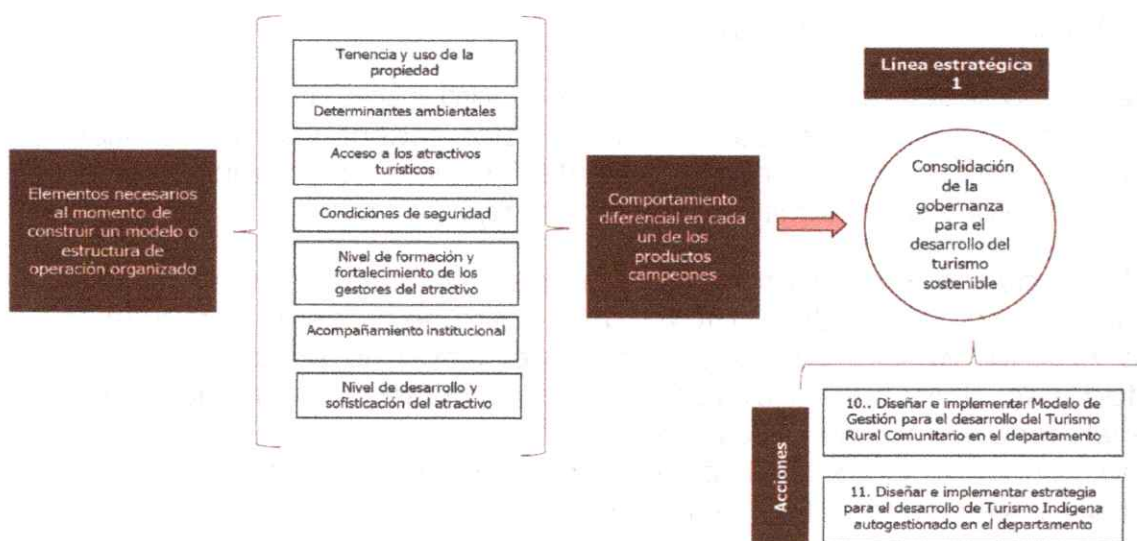 Elementos necesarios
al momento de
construir un modelo o
estructura de
operación organizado
Tenencia y uso de la
propiedad
Determinantes ambientales
Acceso a los atractivos
turísticos
Condiciones de seguridad
Nivel de formación y
fortalecimiento de los
gestores del atractivo
Acompañamiento institucional
Nivel de desarrollo y
sofisticación del atractivo
Comportamiento
diferencial en cada
un de los
productos
campeones
Línea estratégica
1
Consolidación
de la
gobernanza
para el
desarrollo del
turismo
sostenible
Acciones
10.. Diseñar e implementar Modelo de
Gestión para el desarrollo del Turismo
Rural Comunitario en el departamento
11. Diseñar e implementar estrategia
para el desarrollo de Turismo Indígena
autogestionado en el departamento